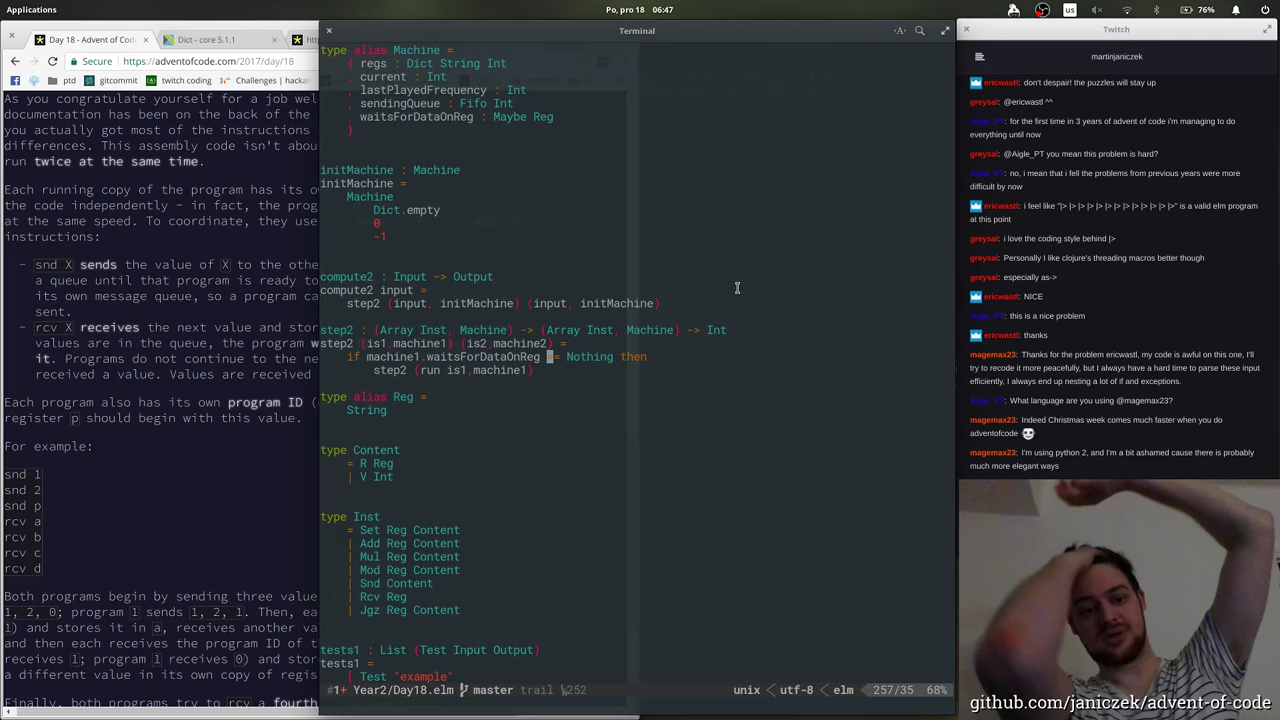 Applications
Po, pro 18 06:47
us
76%
Day 18 - Advent of Cod
Dict - core 5.1.1
Terminal
-A+
Twitch
Secure
https://adventofcode.com/2017/day/18
ptd
gitcommit
twitch coding
Challenges | hackat
As you congratulate yourself for a job wel
documentation has been on the back of the
you actually got most of the instructions
differences. This assembly code isn't abou
run twice at the same time.
Each running copy of the program has its ow
the code independently - in fact, the progr
at the same speed. To coordinate, they use
instructions:
- snd X sends the value of X to the othe
a queue until that program is ready to
its own message queue, so a program ca
sent.
- rcv X receives the next value and stor
it. Programs do not continue to the ne
received a value. Values are received
Each program also has its own program ID (
register p should begin with this value.
For example:
snd 1
snd 2
snd p
rcv a
rcv b
rcv c
rcv d
Both programs begin by sending three value
1, 2, 0; program 1 sends 1, 2, 1. Then, ea
1) and stores it in a, receives another va
and then each receives the program ID of t
receives 1; program 1 receives 0) and stor
a different value in its own copy of regis
Finally, both programs try to rcv a fourth
type alias Machine =
{ regs : Dict String Int
, current : Int
, lastPlayedFrequency : Int
, sendingQueue : Fifo Int
, waitsForDataOnReg : Maybe Reg
}
initMachine : Machine
initMachine =
Machine
Dict.empty
0
-1
compute2 : Input -> Output
compute2 input =
step2 (input, initMachine) (input, initMachine)
step2 : (Array Inst, Machine) -> (Array Inst, Machine) -> Int
step2 (is1,machine1) (is2,machine2) =
if machine1.waitsForDataOnReg == Nothing then
step2 (run is1,machine1)
type alias Reg =
String
type Content
= R Reg
| V Int
type Inst
= Set Reg Content
| Add Reg Content
| Mul Reg Content
| Mod Reg Content
| Snd Content
| Rcv Reg
| Jgz Reg Content
tests1 : List (Test Input Output)
tests1 =
[ Test "example"
#1+ Year2/Day18.elm master trail 252
unix < utf-8 < elm 257/35 68%
martinjaniczek
ericwastl: don't despair! the puzzles will stay up
greysal: @ericwastl ^^
Aigle_PT: for the first time in 3 years of advent of code i'm managing to do
everything until now
greysal: @Aigle_PT you mean this problem is hard?
Aigle_PT: no, i mean that i fell the problems from previous years were more
difficult by now
ericwastl: i feel like "|> |> |> |> |> |> |> |> |> |> |> |>" is a valid elm program
at this point
greysal: i love the coding style behind |>
greysal: Personally I like clojure's threading macros better though
greysal: especially as->
ericwastl: NICE
Aigle_PT: this is a nice problem
ericwastl: thanks
magemax23: Thanks for the problem ericwastl, my code is awful on this one, I'll
try to recode it more peacefully, but I always have a hard time to parse these input
efficiently, I always end up nesting a lot of if and exceptions.
Aigle_PT: What language are you using @magemax23?
magemax23: Indeed Christmas week comes much faster when you do
adventofcode
magemax23: I'm using python 2, and I'm a bit ashamed cause there is probably
much more elegant ways
github.com/janiczek/advent-of-code